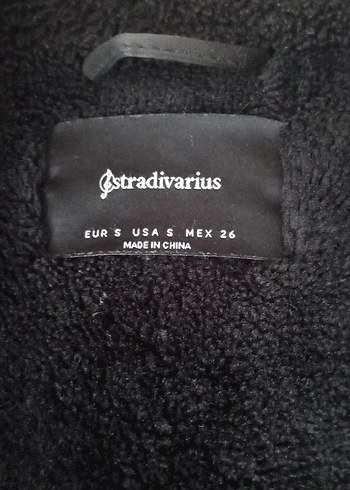 stradivarius
EUR S USA S MEX 26
MADE IN CHINA